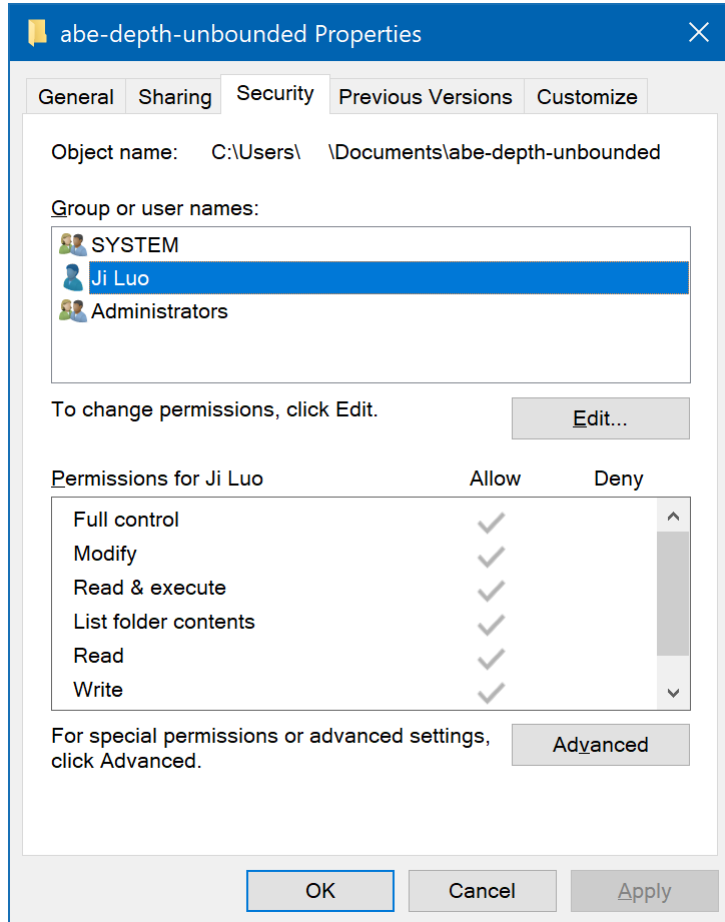 abe-depth-unbounded Properties
General Sharing Security Previous Versions Customize
Object name: C:\Users\ \Documents\abe-depth-unbounded
Group or user names:
SYSTEM
Ji Luo
Administrators
To change permissions, click Edit.
Edit...
Permissions for Ji Luo Allow Deny
Full control
Modify
Read & execute
List folder contents
Read
Write
For special permissions or advanced settings,
click Advanced.
Advanced
OK Cancel Apply